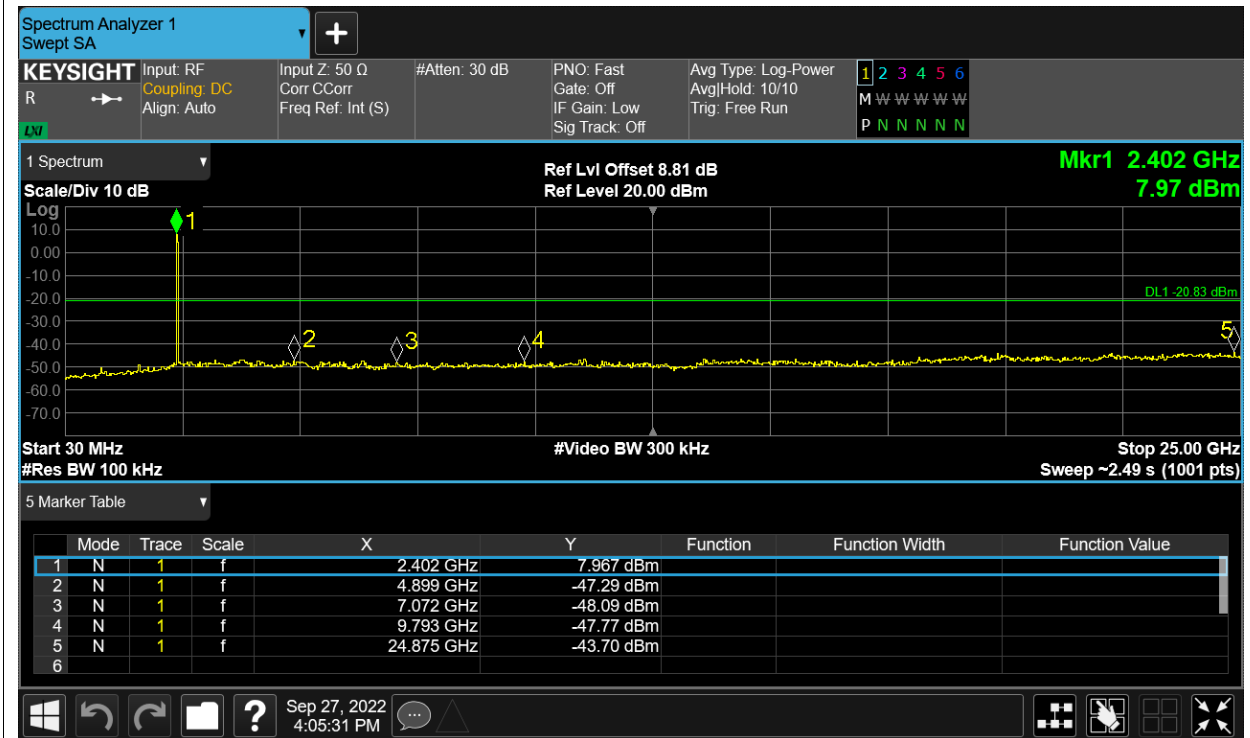 Spectrum Analyzer 1
Swept SA
+
KEYSIGHT
R
LXI
Input: RF
Coupling: DC
Align: Auto
Input Z: 50 Ω
Corr CCorr
Freq Ref: Int (S)
#Atten: 30 dB
PNO: Fast
Gate: Off
IF Gain: Low
Sig Track: Off
Avg Type: Log-Power
Avg|Hold: 10/10
Trig: Free Run
1 2 3 4 5 6
M W W W W W
P N N N N N
1 Spectrum
Scale/Div 10 dB
Ref Lvl Offset 8.81 dB
Ref Level 20.00 dBm
Mkr1 2.402 GHz
7.97 dBm
Log
10.0
0.00
-10.0
-20.0
-30.0
-40.0
-50.0
-60.0
-70.0
1
2
3
4
5
DL1 -20.83 dBm
Start 30 MHz
#Video BW 300 kHz
Stop 25.00 GHz
#Res BW 100 kHz
Sweep ~2.49 s (1001 pts)
5 Marker Table
Mode Trace Scale X Y Function Function Width Function Value
1 N 1 f 2.402 GHz 7.967 dBm
2 N 1 f 4.899 GHz -47.29 dBm
3 N 1 f 7.072 GHz -48.09 dBm
4 N 1 f 9.793 GHz -47.77 dBm
5 N 1 f 24.875 GHz -43.70 dBm
6
?
Sep 27, 2022
4:05:31 PM